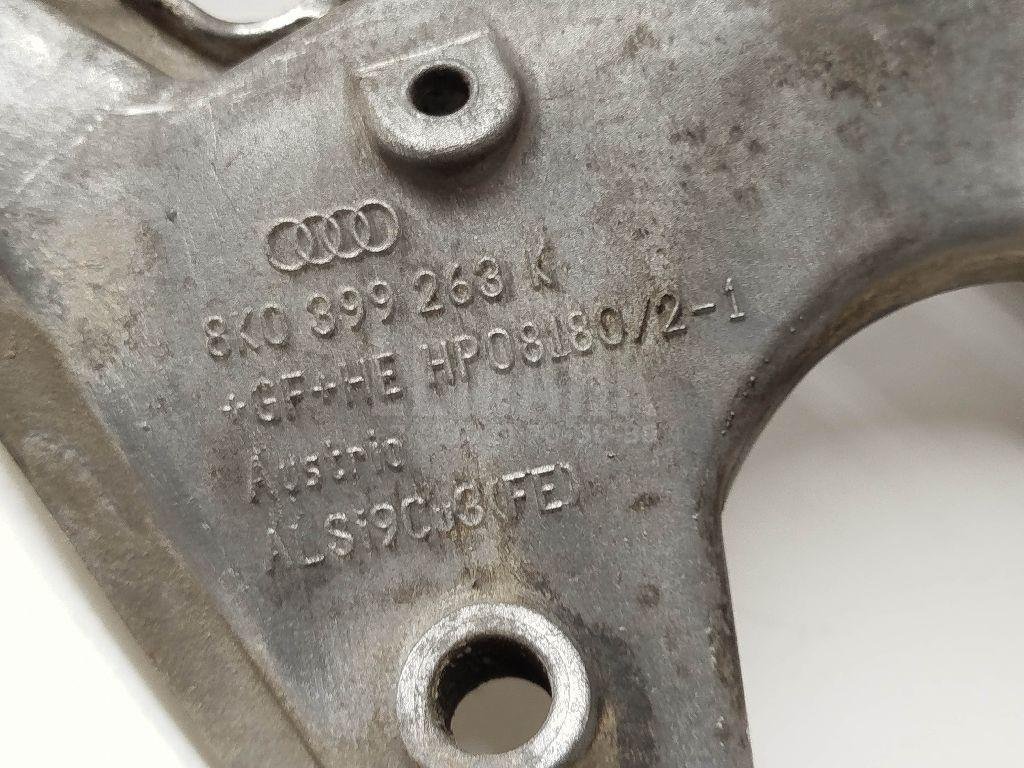 8K0 399 263 K
+GF+HE HP08180/2-1
Austria
ALSi9Cu3(FE)